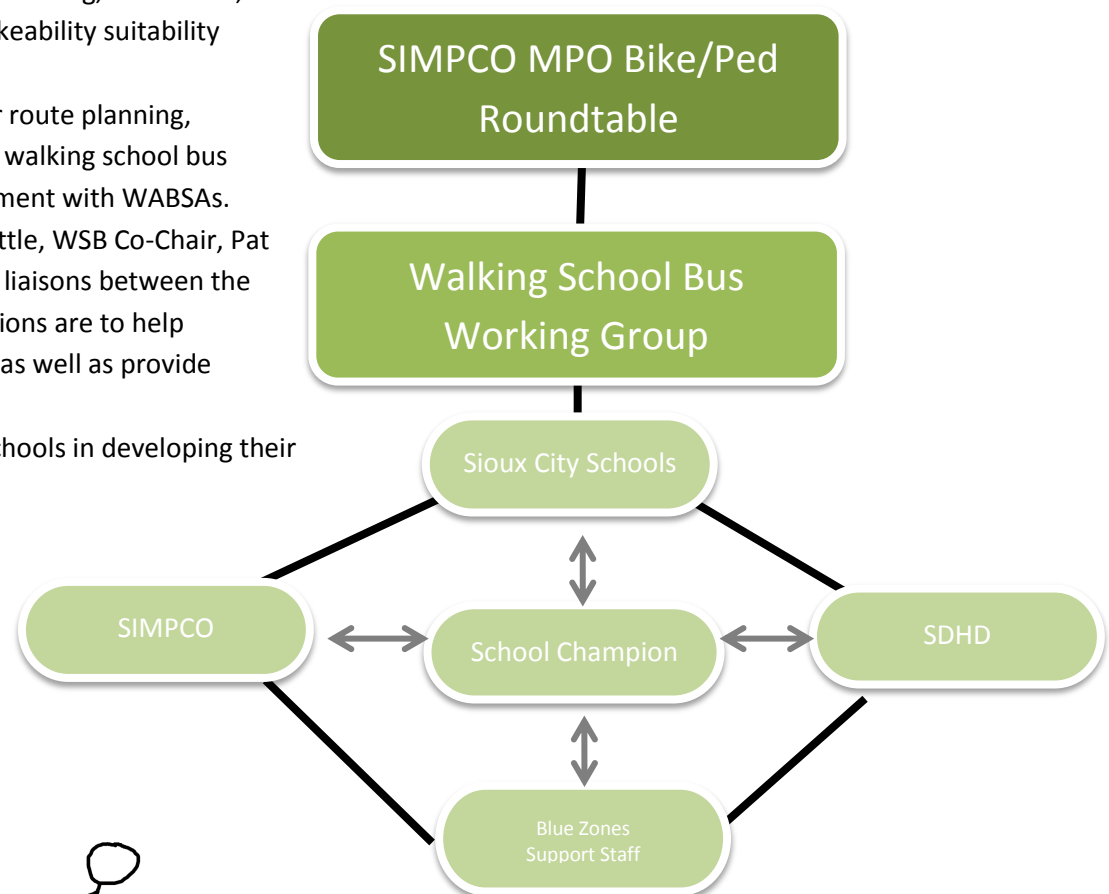 keability suitability
r route planning,
walking school bus
ment with WABSAs.
ttle, WSB Co-Chair, Pat
liaisons between the
ions are to help
as well as provide
chools in developing their
SIMPCO MPO Bike/Ped
Roundtable
Walking School Bus
Working Group
Sioux City Schools
SIMPCO
School Champion
SDHD
Blue Zones
Support Staff